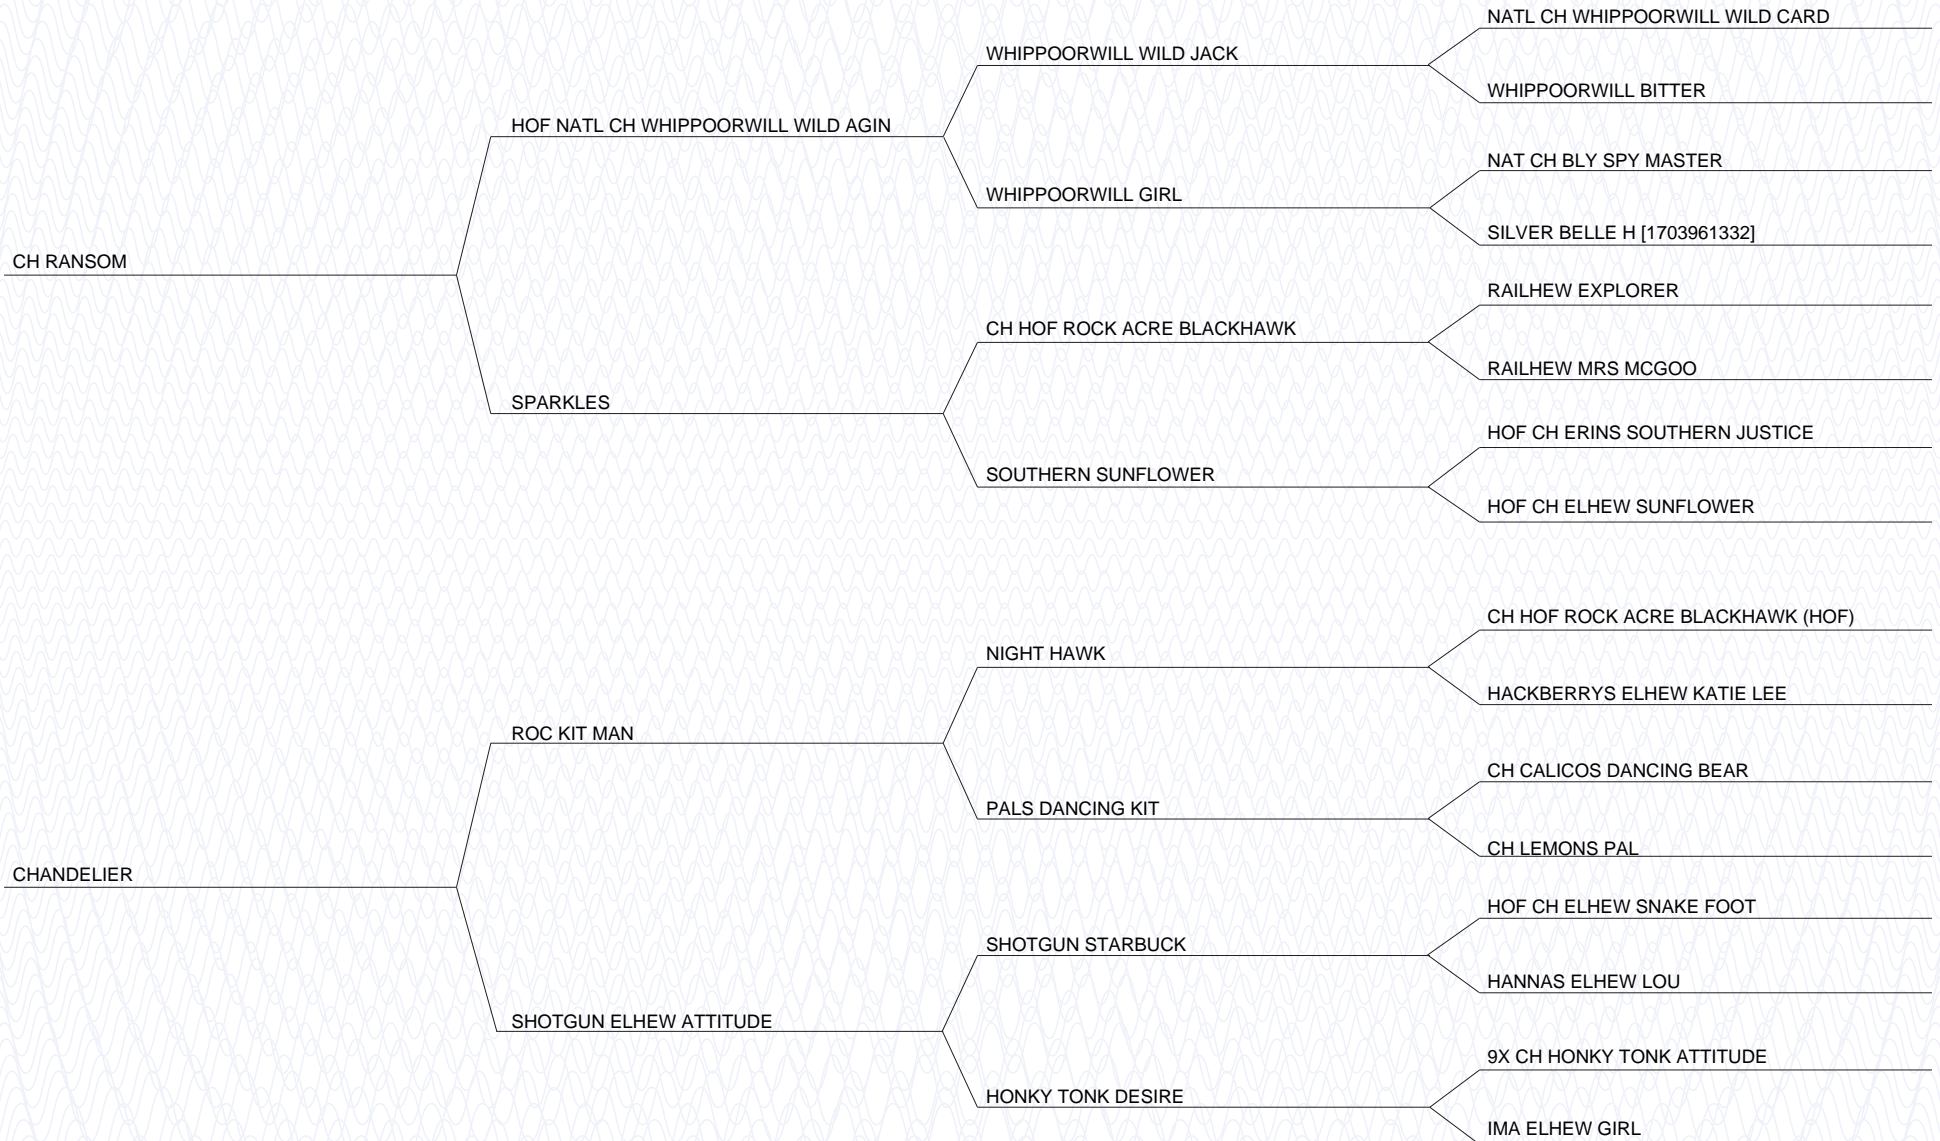 NATL CH WHIPPOORWILL WILD CARD
WHIPPOORWILL WILD JACK
WHIPPOORWILL BITTER
HOF NATL CH WHIPPOORWILL WILD AGIN
NAT CH BLY SPY MASTER
WHIPPOORWILL GIRL
SILVER BELLE H [1703961332]
CH RANSOM
RAILHEW EXPLORER
CH HOF ROCK ACRE BLACKHAWK
RAILHEW MRS MCGOO
SPARKLES
HOF CH ERINS SOUTHERN JUSTICE
SOUTHERN SUNFLOWER
HOF CH ELHEW SUNFLOWER
CH HOF ROCK ACRE BLACKHAWK (HOF)
NIGHT HAWK
HACKBERRYS ELHEW KATIE LEE
ROC KIT MAN
CH CALICOS DANCING BEAR
PALS DANCING KIT
CH LEMONS PAL
CHANDELIER
HOF CH ELHEW SNAKE FOOT
SHOTGUN STARBUCK
HANNAS ELHEW LOU
SHOTGUN ELHEW ATTITUDE
9X CH HONKY TONK ATTITUDE
HONKY TONK DESIRE
IMA ELHEW GIRL